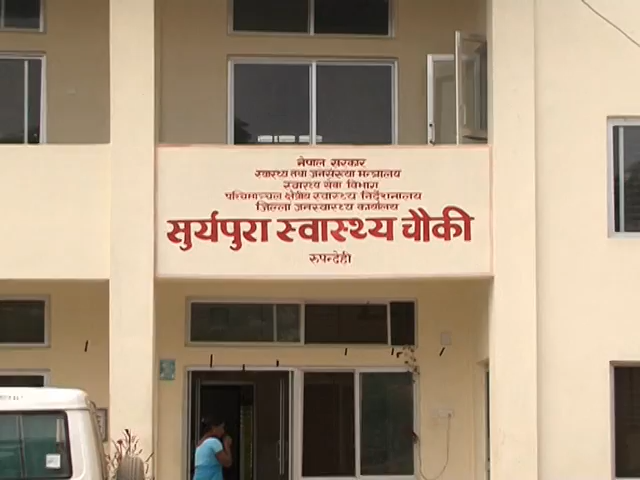 नेपाल सरकार
स्वास्थ्य तथा जनसंख्या मन्त्रालय
स्वास्थ्य सेवा विभाग
पश्चिमाञ्चल क्षेत्रीय स्वास्थ्य निर्देशनालय
जिल्ला जनस्वास्थ्य कार्यालय
सुर्यपुरा स्वास्थ्य चौकी
रुपन्देही